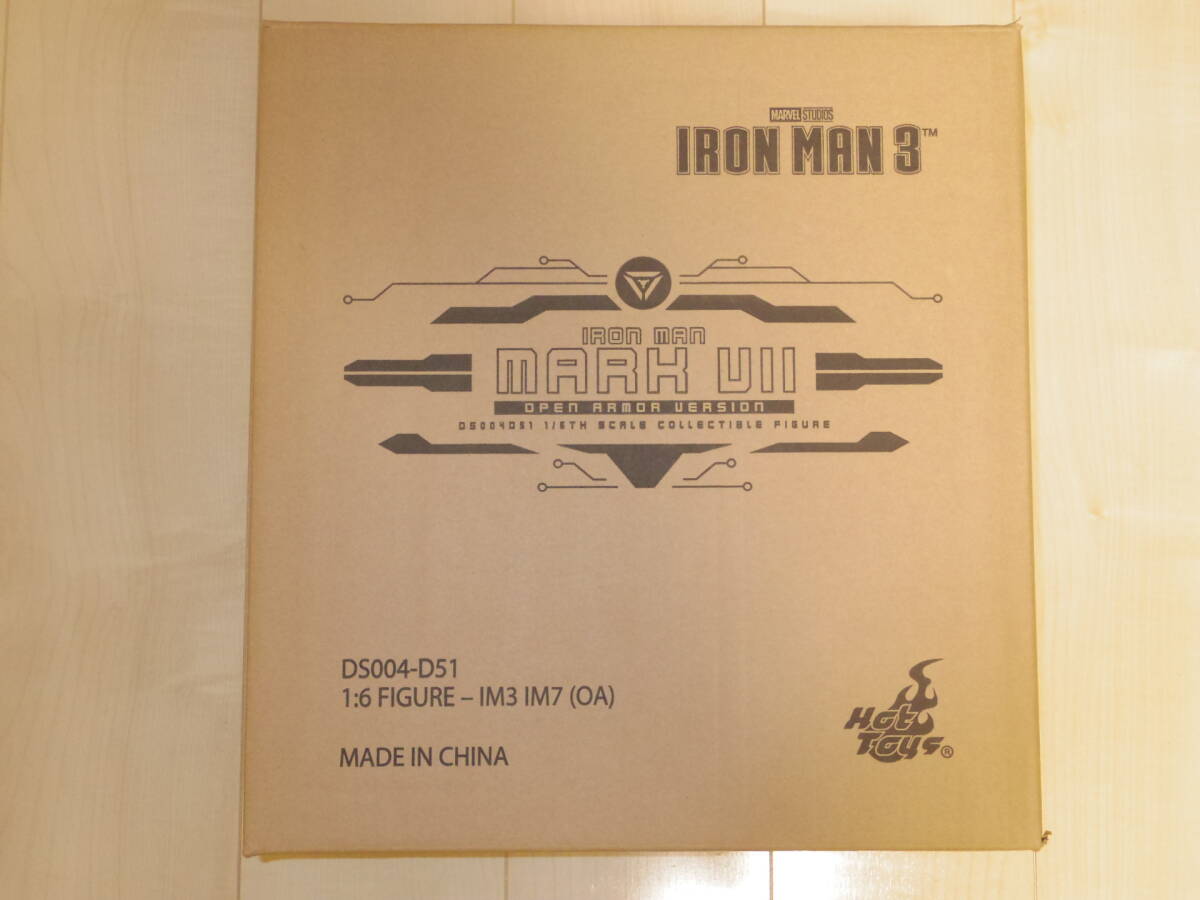 MARVEL STUDIOS
IRON MAN 3™
IRON MAN
MARK VII
OPEN ARMOR VERSION
DS004D51 1/6TH SCALE COLLECTIBLE FIGURE
DS004-D51
1:6 FIGURE – IM3 IM7 (OA)
MADE IN CHINA
Hot
Toys®